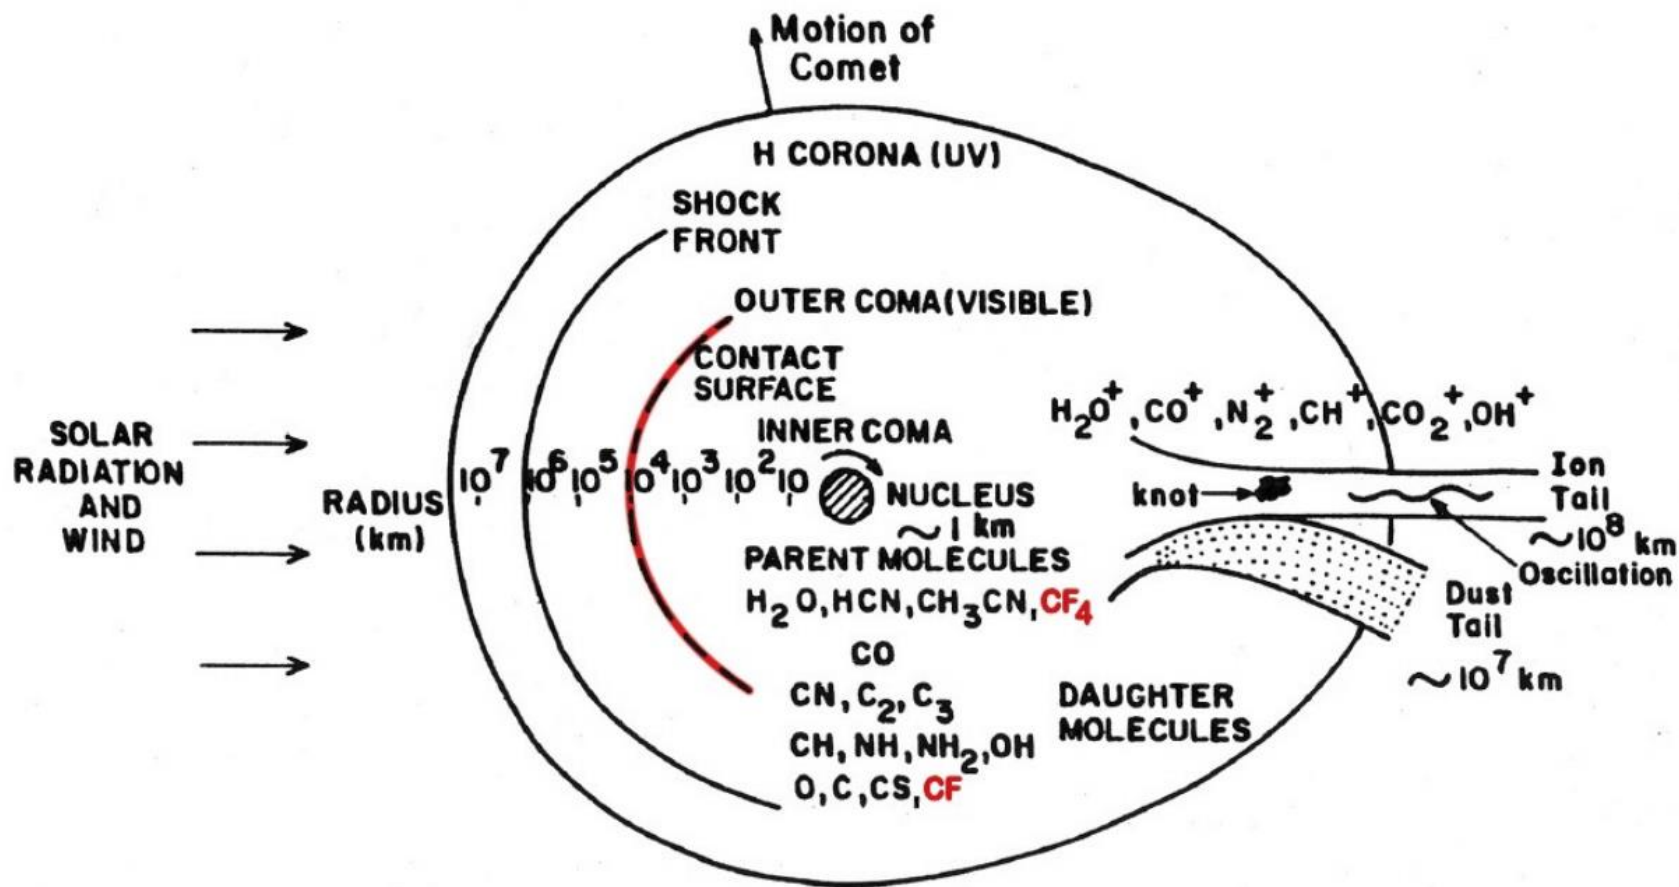 Motion of
Comet
H CORONA (UV)
SHOCK
FRONT
OUTER COMA (VISIBLE)
CONTACT
SURFACE
INNER COMA
H₂O⁺, CO⁺, N₂⁺, CH⁺, CO₂⁺, OH⁺
SOLAR
RADIATION
AND
WIND
RADIUS
(km)
10⁷ 10⁶ 10⁵ 10⁴ 10³ 10² 10
NUCLEUS
~1 km
knot
Ion
Tail
~10⁸ km
Oscillation
PARENT MOLECULES
H₂O, HCN, CH₃CN, CF₄
CO
Dust
Tail
~10⁷ km
CN, C₂, C₃
CH, NH, NH₂, OH
O, C, CS, CF
DAUGHTER
MOLECULES